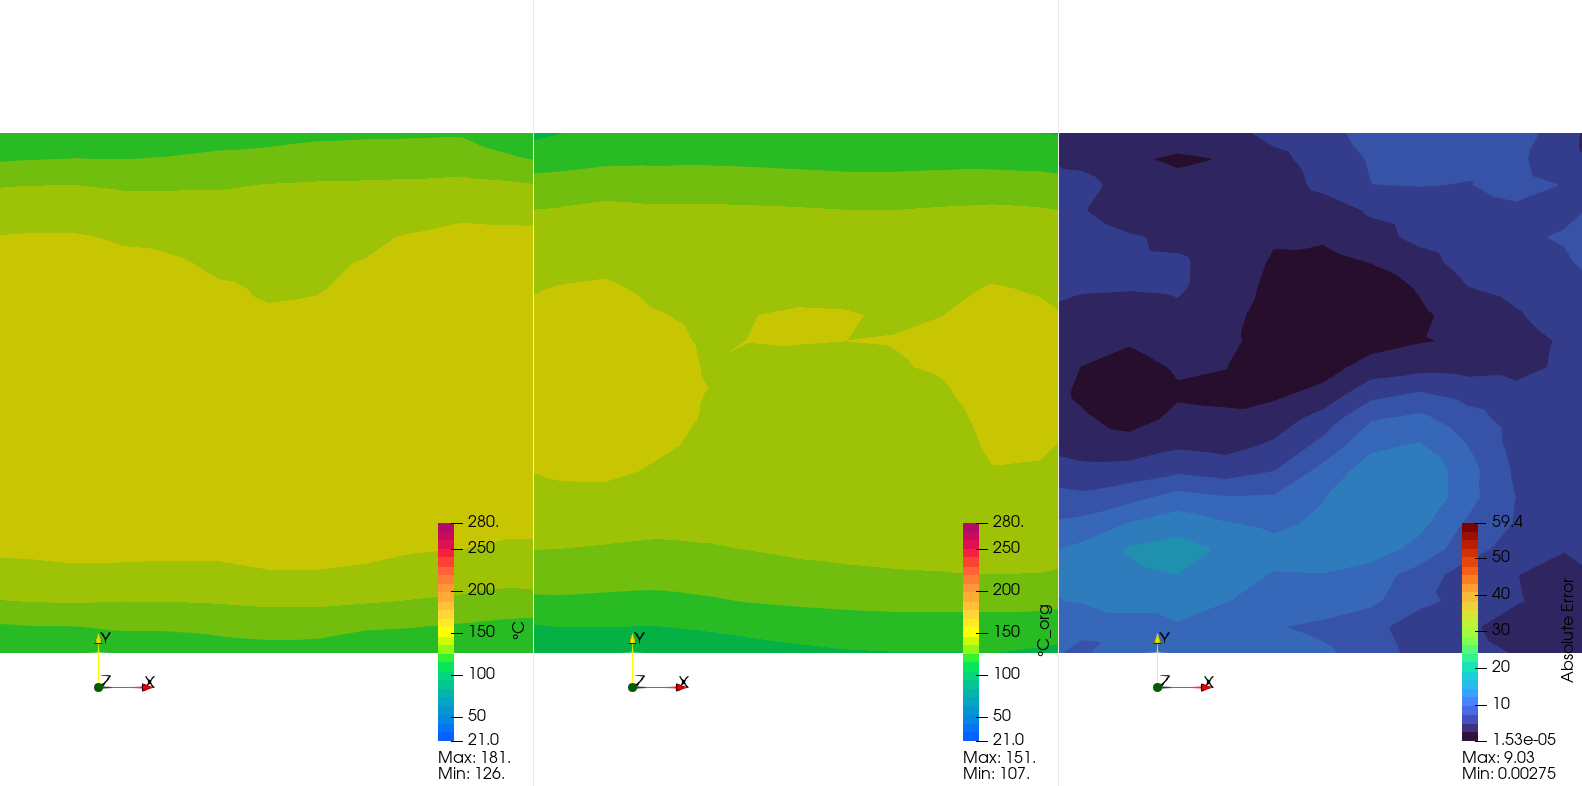 280.
250
200
150
100
50
21.0
°C
Max: 181.
Min: 126.
Y
Z
X
280.
250
200
150
100
50
21.0
°C_org
Max: 151.
Min: 107.
Y
Z
X
59.4
50
40
30
20
10
1.53e-05
Absolute Error
Max: 9.03
Min: 0.00275
Y
Z
X